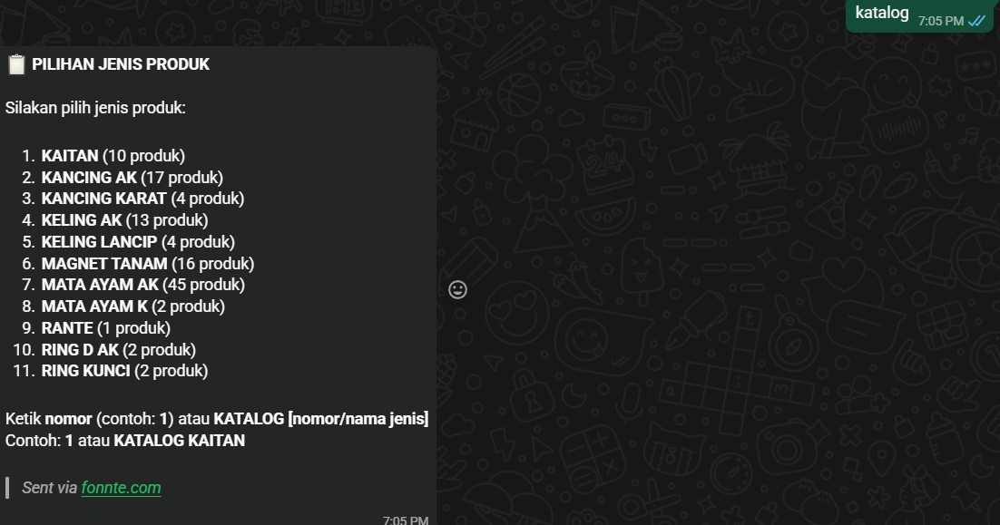 katalog
7:05 PM
PILIHAN JENIS PRODUK
Silakan pilih jenis produk:
1. KAITAN (10 produk)
2. KANCING AK (17 produk)
3. KANCING KARAT (4 produk)
4. KELING AK (13 produk)
5. KELING LANCIP (4 produk)
6. MAGNET TANAM (16 produk)
7. MATA AYAM AK (45 produk)
8. MATA AYAM K (2 produk)
9. RANTE (1 produk)
10. RING D AK (2 produk)
11. RING KUNCI (2 produk)
Ketik nomor (contoh: 1) atau KATALOG [nomor/nama jenis]
Contoh: 1 atau KATALOG KAITAN
Sent via fonnte.com
7:05 PM